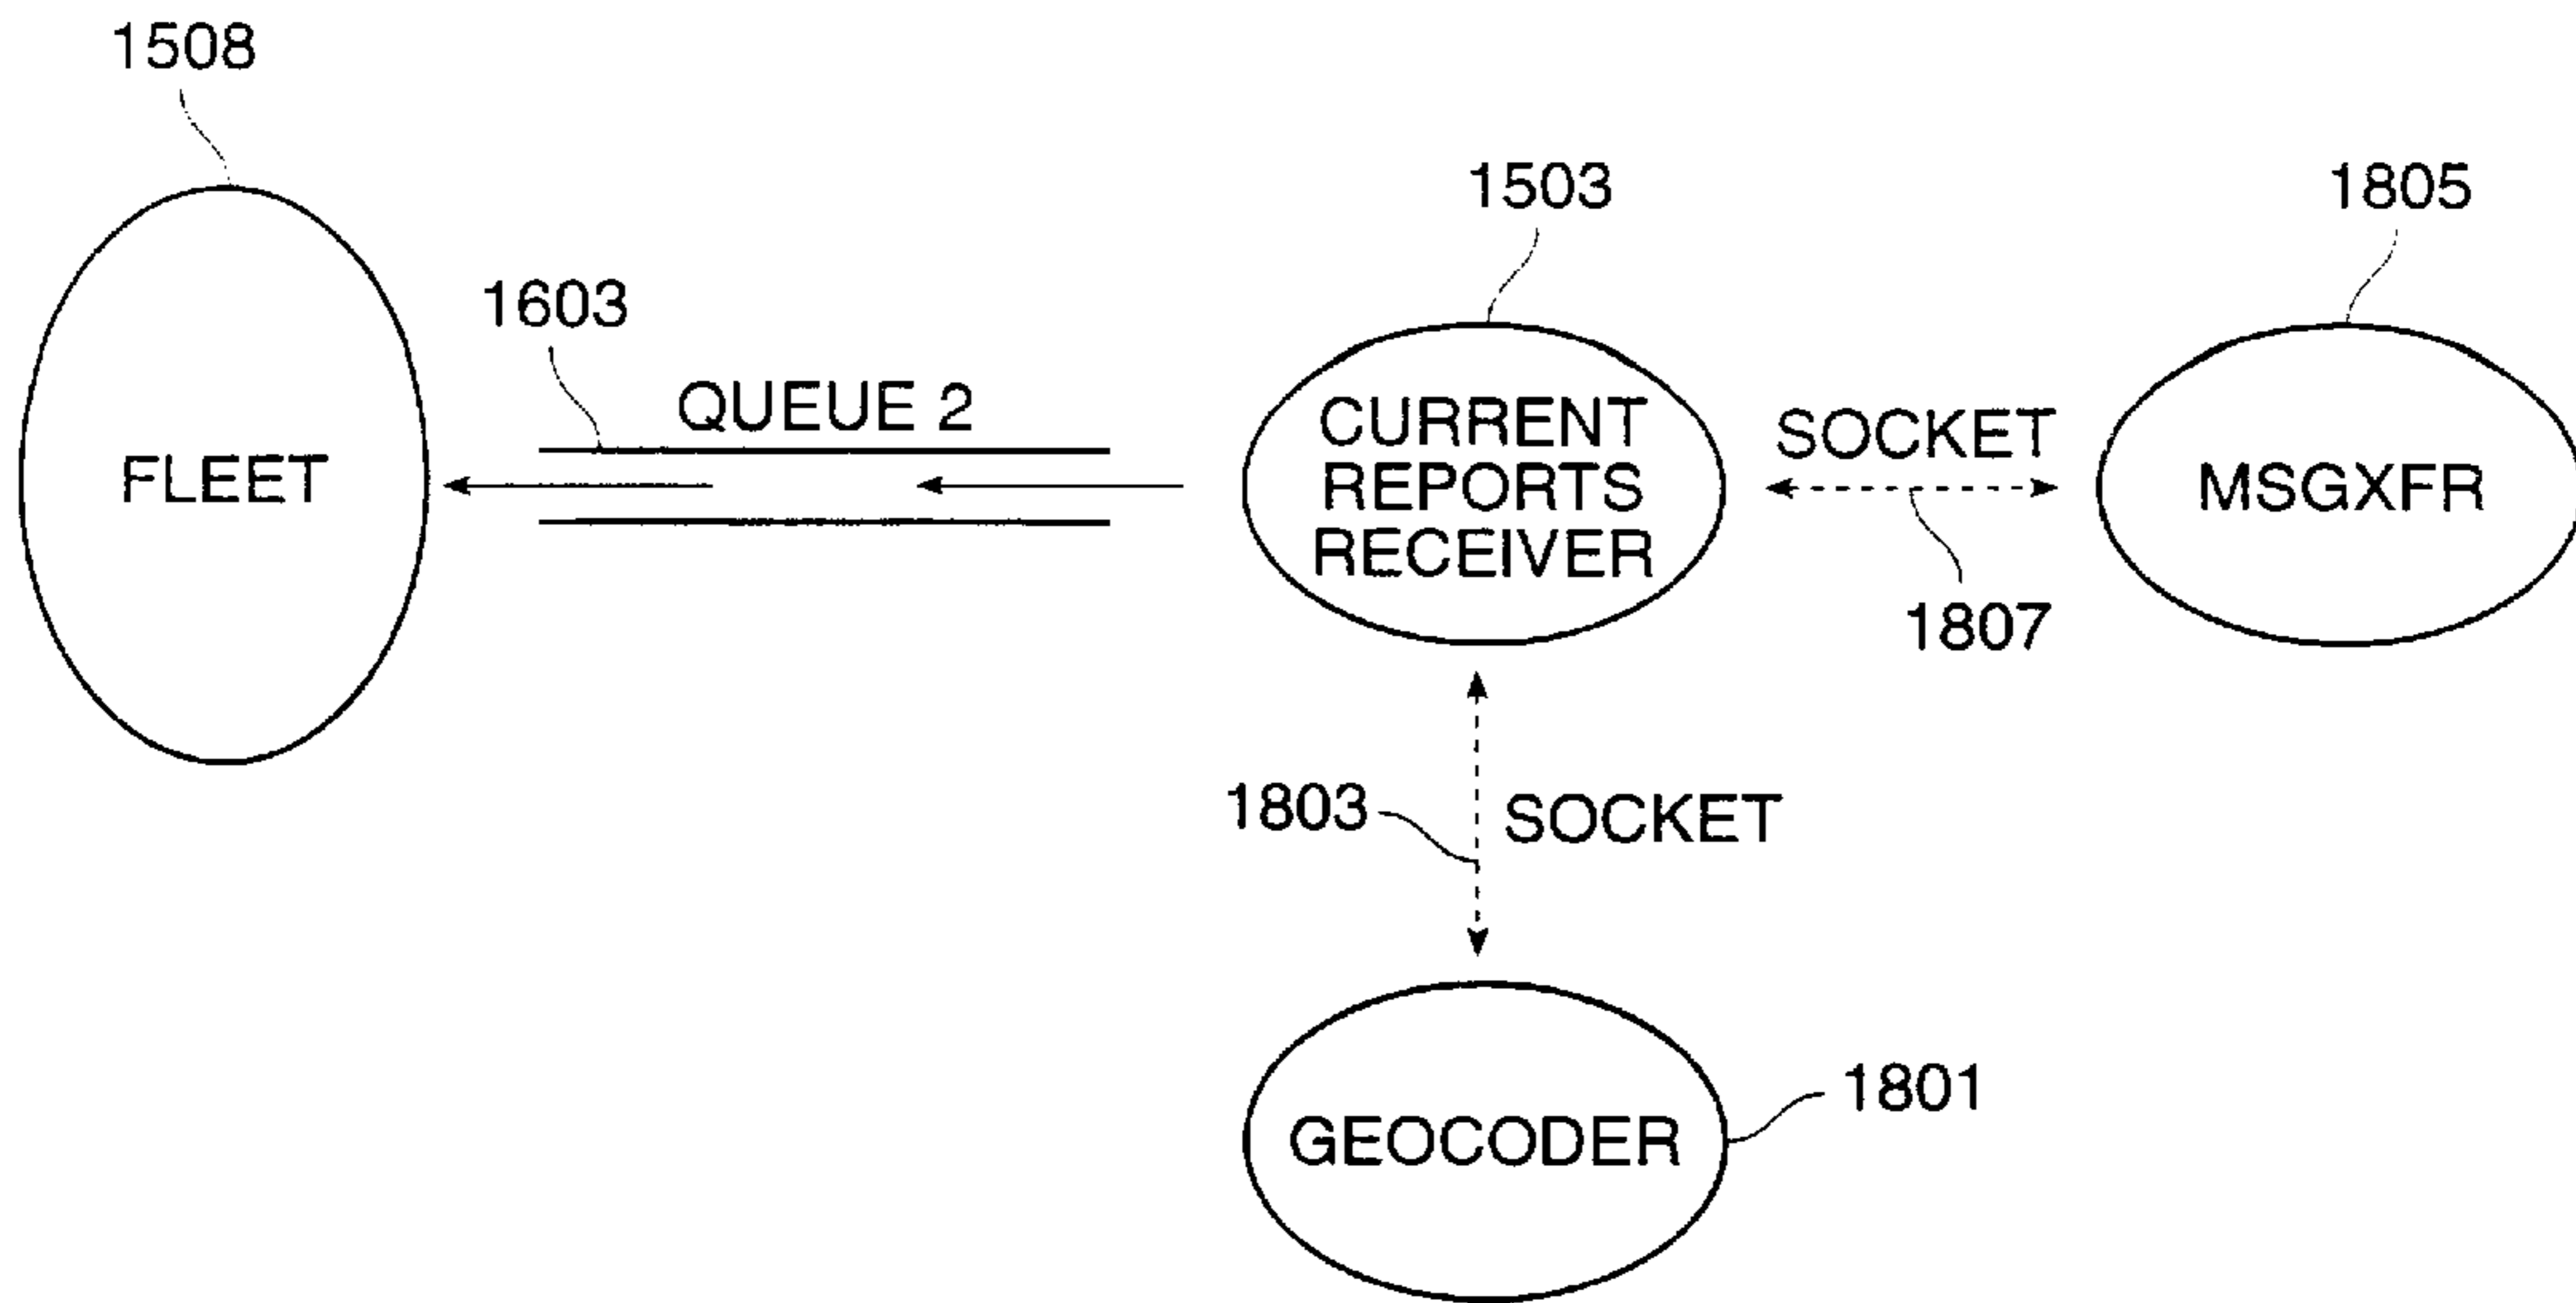 1508
1503
1805
1603
QUEUE 2
FLEET
CURRENT
REPORTS
RECEIVER
SOCKET
MSGXFR
1807
1803
SOCKET
1801
GEOCODER